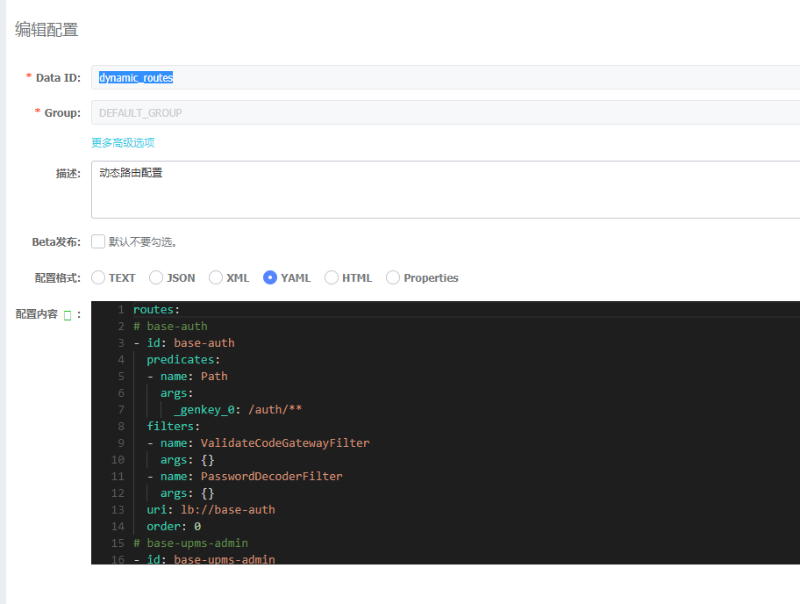 编辑配置
* Data ID: dynamic_routes
* Group: DEFAULT_GROUP
更多高级选项
描述: 动态路由配置
Beta发布: 默认不要勾选。
配置格式: TEXT JSON XML YAML HTML Properties
配置内容 :
1 routes:
2 # base-auth
3 - id: base-auth
4 predicates:
5 - name: Path
6 args:
7 _genkey_0: /auth/**
8 filters:
9 - name: ValidateCodeGatewayFilter
10 args: {}
11 - name: PasswordDecoderFilter
12 args: {}
13 uri: lb://base-auth
14 order: 0
15 # base-upms-admin
16 - id: base-upms-admin